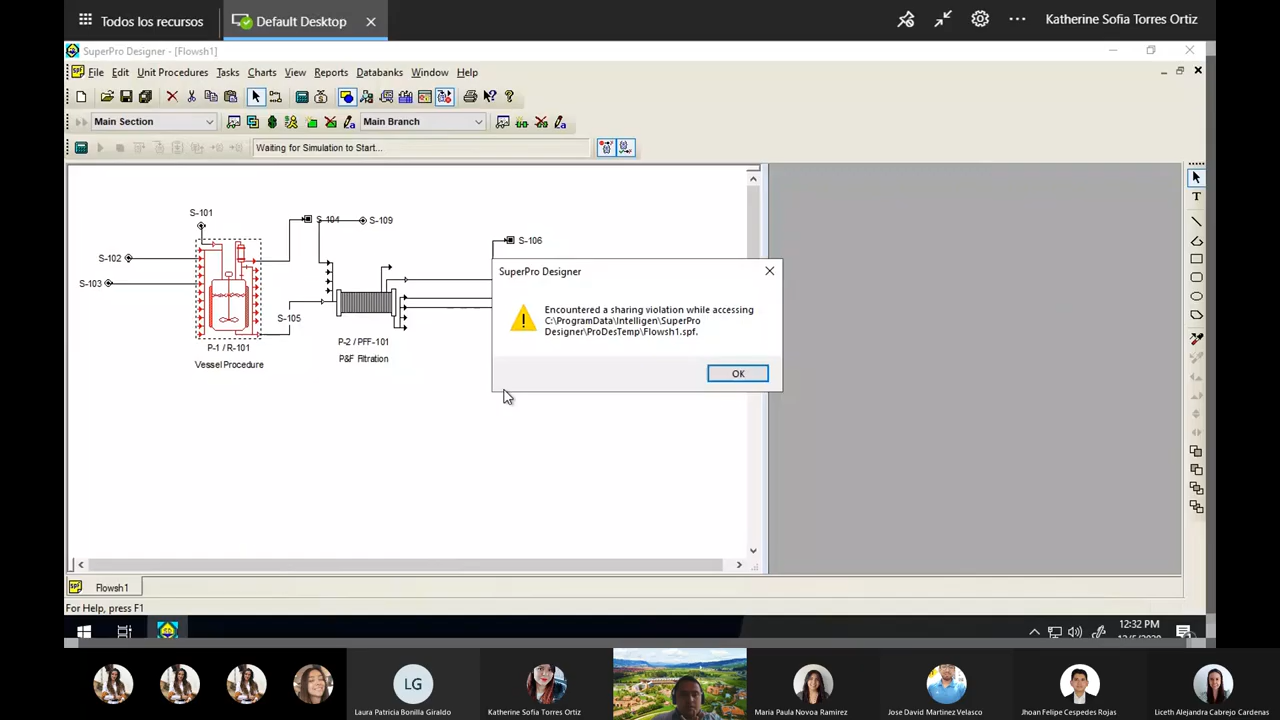 Todos los recursos
Default Desktop
Katherine Sofia Torres Ortiz
SuperPro Designer - [Flowsh1]
File Edit Unit Procedures Tasks Charts View Reports Databanks Window Help
Main Section
Main Branch
Waiting for Simulation to Start...
S-101
S-104
S-109
S-106
S-102
S-103
S-105
P-1 / R-101
Vessel Procedure
P-2 / PFF-101
P&F Filtration
SuperPro Designer
Encountered a sharing violation while accessing
C:\ProgramData\Intelligen\SuperPro
Designer\ProDesTemp\Flowsh1.spf.
OK
Flowsh1
For Help, press F1
12:32 PM
LG
Laura Patricia Bonilla Giraldo
Katherine Sofia Torres Ortiz
Maria Paula Novoa Ramirez
Jose David Martinez Velasco
Jhoan Felipe Cespedes Rojas
Liceth Alejandra Cabrejo Cardenas